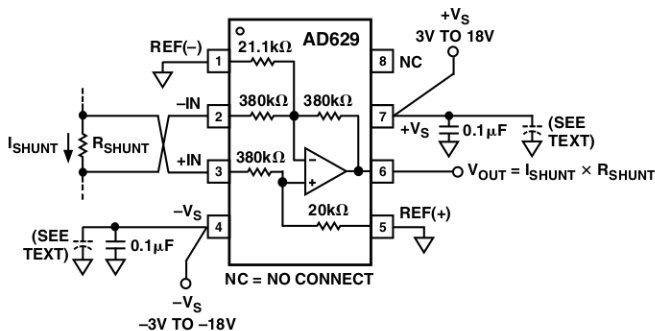 +VS
3V TO 18V
REF(–)
21.1kΩ
AD629
1
8
NC
–IN
380kΩ
380kΩ
2
7
+VS
0.1µF
(SEE
TEXT)
ISHUNT
RSHUNT
+IN
380kΩ
3
6
VOUT = ISHUNT × RSHUNT
–
+
–VS
20kΩ
REF(+)
4
5
(SEE
TEXT)
0.1µF
NC = NO CONNECT
–VS
–3V TO –18V